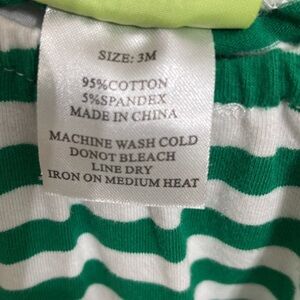 SIZE: 3M
95%COTTON
5%SPANDEX
MADE IN CHINA
MACHINE WASH COLD
DONOT BLEACH
LINE DRY
IRON ON MEDIUM HEAT